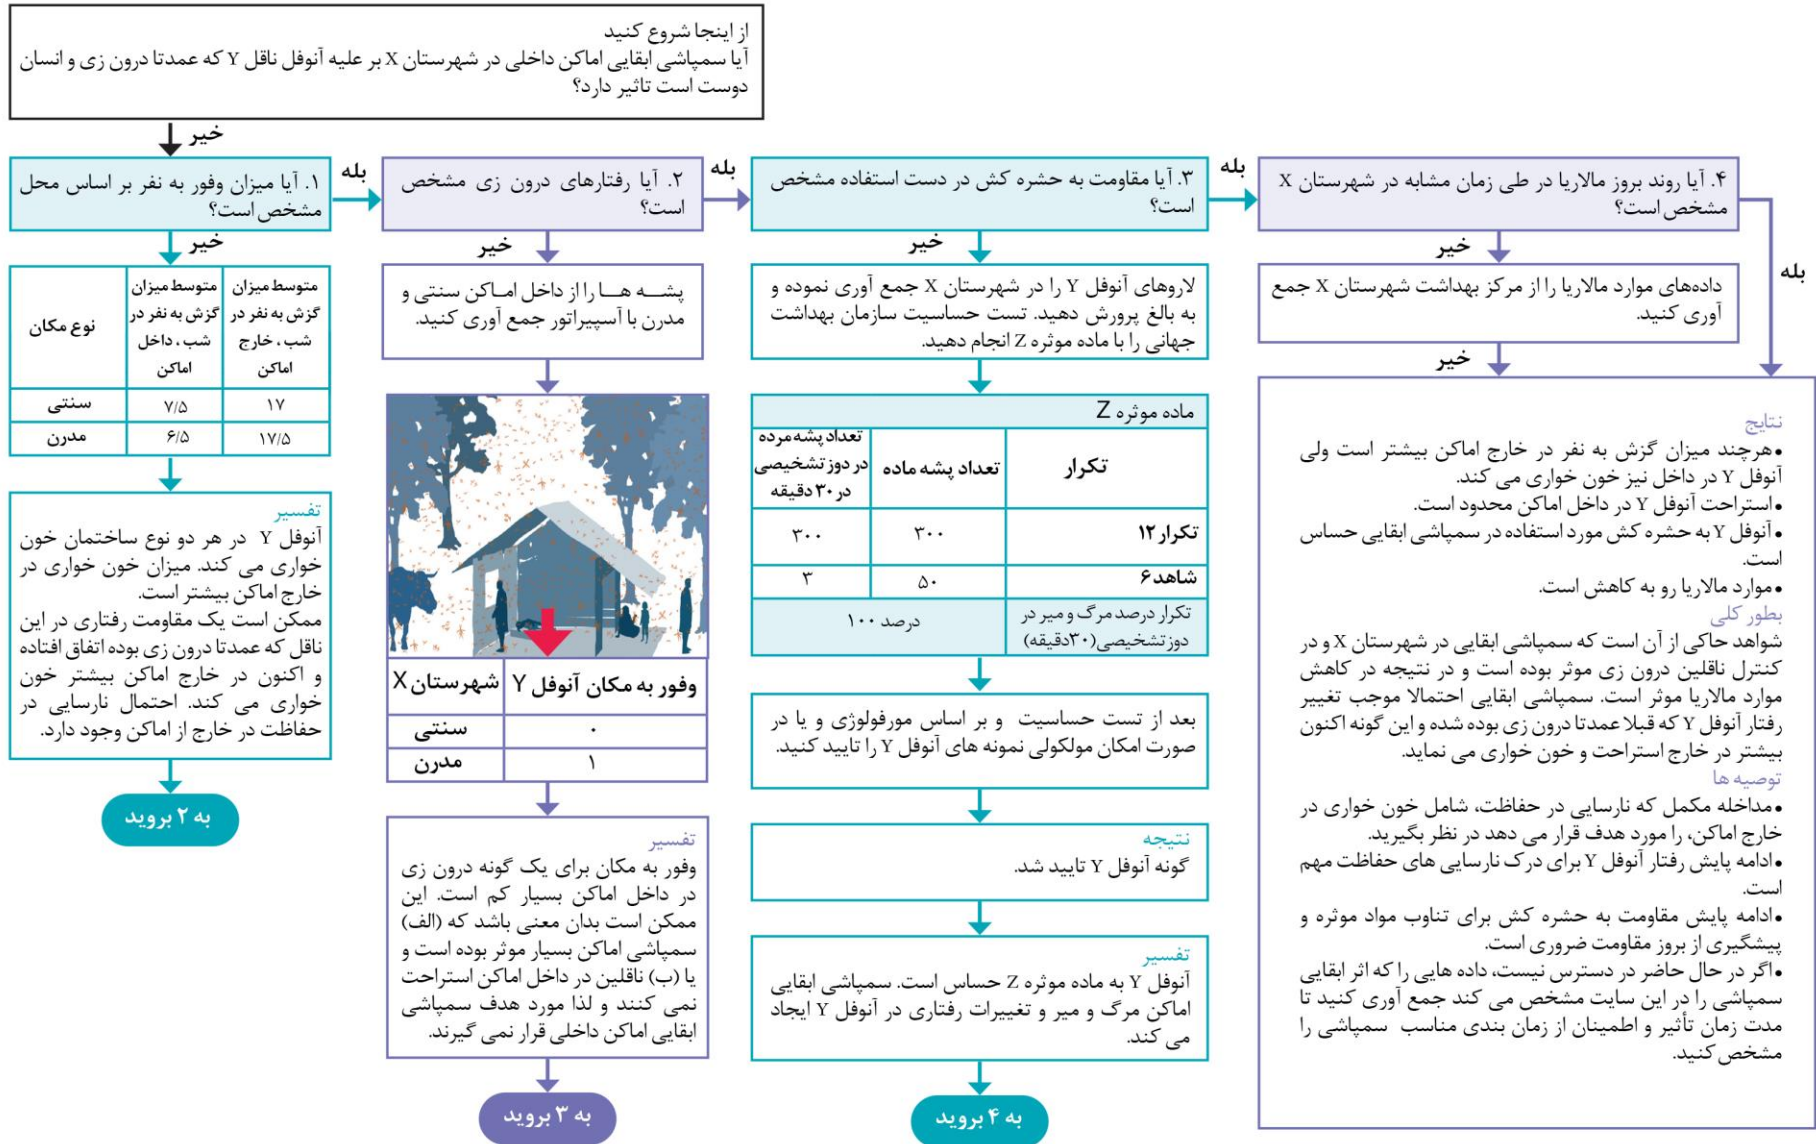 از اینجا شروع کنید
آیا سمپاشی ابقایی اماکن داخلی در شهرستان X بر علیه آنوفل ناقل Y که عمدتا درون زی و انسان
دوست است تاثیر دارد؟
خیر
۱. آیا میزان وفور به نفر بر اساس محل
مشخص است؟
بله
خیر
نوع مکان
متوسط میزان
گزش به نفر در
شب، داخل
اماکن
متوسط میزان
گزش به نفر در
شب، خارج
اماکن
سنتی ۷/۵ ۱۷
مدرن ۶/۵ ۱۷/۵
تفسیر
آنوفل Y در هر دو نوع ساختمان خون
خواری می کند. میزان خون خواری در
خارج اماکن بیشتر است.
ممکن است یک مقاومت رفتاری در این
ناقل که عمدتا درون زی بوده اتفاق افتاده
و اکنون در خارج اماکن بیشتر خون
خواری می کند. احتمال نارسایی در
حفاظت در خارج از اماکن وجود دارد.
به ۲ بروید
۲. آیا رفتارهای درون زی مشخص
است؟
بله
خیر
پشـــه هـــا را از داخل امـاکن سنتی و
مدرن با آسپیراتور جمع آوری کنید.
شهرستان X وفور به مکان آنوفل Y
سنتی ۰
مدرن ۱
تفسیر
وفور به مکان برای یک گونه درون زی
در داخل اماکن بسیار کم است. این
ممکن است بدان معنی باشد که (الف)
سمپاشی اماکن بسیار موثر بوده است و
یا (ب) ناقلین در داخل اماکن استراحت
نمی کنند و لذا مورد هدف سمپاشی
ابقایی اماکن داخلی قرار نمی گیرند.
به ۳ بروید
۳. آیا مقاومت به حشره کش در دست استفاده مشخص
است؟
بله
خیر
لاروهای آنوفل Y را در شهرستان X جمع آوری نموده و
به بالغ پرورش دهید. تست حساسیت سازمان بهداشت
جهانی را با ماده موثره Z انجام دهید.
ماده موثره Z
تکرار
تعداد پشه ماده
تعداد پشه مرده
در دوز تشخیصی
در ۳۰ دقیقه
تکرار ۱۲ ۳۰۰ ۳۰۰
شاهد ۶ ۵۰ ۳
تکرار درصد مرگ و میر در
دوز تشخیصی(۳۰دقیقه)
درصد ۱۰۰
بعد از تست حساسیت و بر اساس مورفولوژی و یا در
صورت امکان مولکولی نمونه های آنوفل Y را تایید کنید.
نتیجه
گونه آنوفل Y تایید شد.
تفسیر
آنوفل Y به ماده موثره Z حساس است. سمپاشی ابقایی
اماکن مرگ و میر و تغییرات رفتاری در آنوفل Y ایجاد
می کند.
به ۴ بروید
۴. آیا روند بروز مالاریا در طی زمان مشابه در شهرستان X
مشخص است؟
بله
خیر
داده‌های موارد مالاریا را از مرکز بهداشت شهرستان X جمع
آوری کنید.
خیر
نتایج
•هرچند میزان گزش به نفر در خارج اماکن بیشتر است ولی
آنوفل Y در داخل نیز خون خواری می کند.
•استراحت آنوفل Y در داخل اماکن محدود است.
•آنوفل Y به حشره کش مورد استفاده در سمپاشی ابقایی حساس
است.
•موارد مالاریا رو به کاهش است.
بطور کلی
شواهد حاکی از آن است که سمپاشی ابقایی در شهرستان X و در
کنترل ناقلین درون زی موثر بوده است و در نتیجه در کاهش
موارد مالاریا موثر است. سمپاشی ابقایی احتمالا موجب تغییر
رفتار آنوفل Y که قبلا عمدتا درون زی بوده شده و این گونه اکنون
بیشتر در خارج استراحت و خون خواری می نماید.
توصیه ها
•مداخله مکمل که نارسایی در حفاظت، شامل خون خواری در
خارج اماکن، را مورد هدف قرار می دهد در نظر بگیرید.
•ادامه پایش رفتار آنوفل Y برای درک نارسایی های حفاظت مهم
است.
•ادامه پایش مقاومت به حشره کش برای تناوب مواد موثره و
پیشگیری از بروز مقاومت ضروری است.
•اگر در حال حاضر در دسترس نیست، داده هایی را که اثر ابقایی
سمپاشی را در این سایت مشخص می کند جمع آوری کنید تا
مدت زمان تأثیر و اطمینان از زمان بندی مناسب سمپاشی را
مشخص کنید.